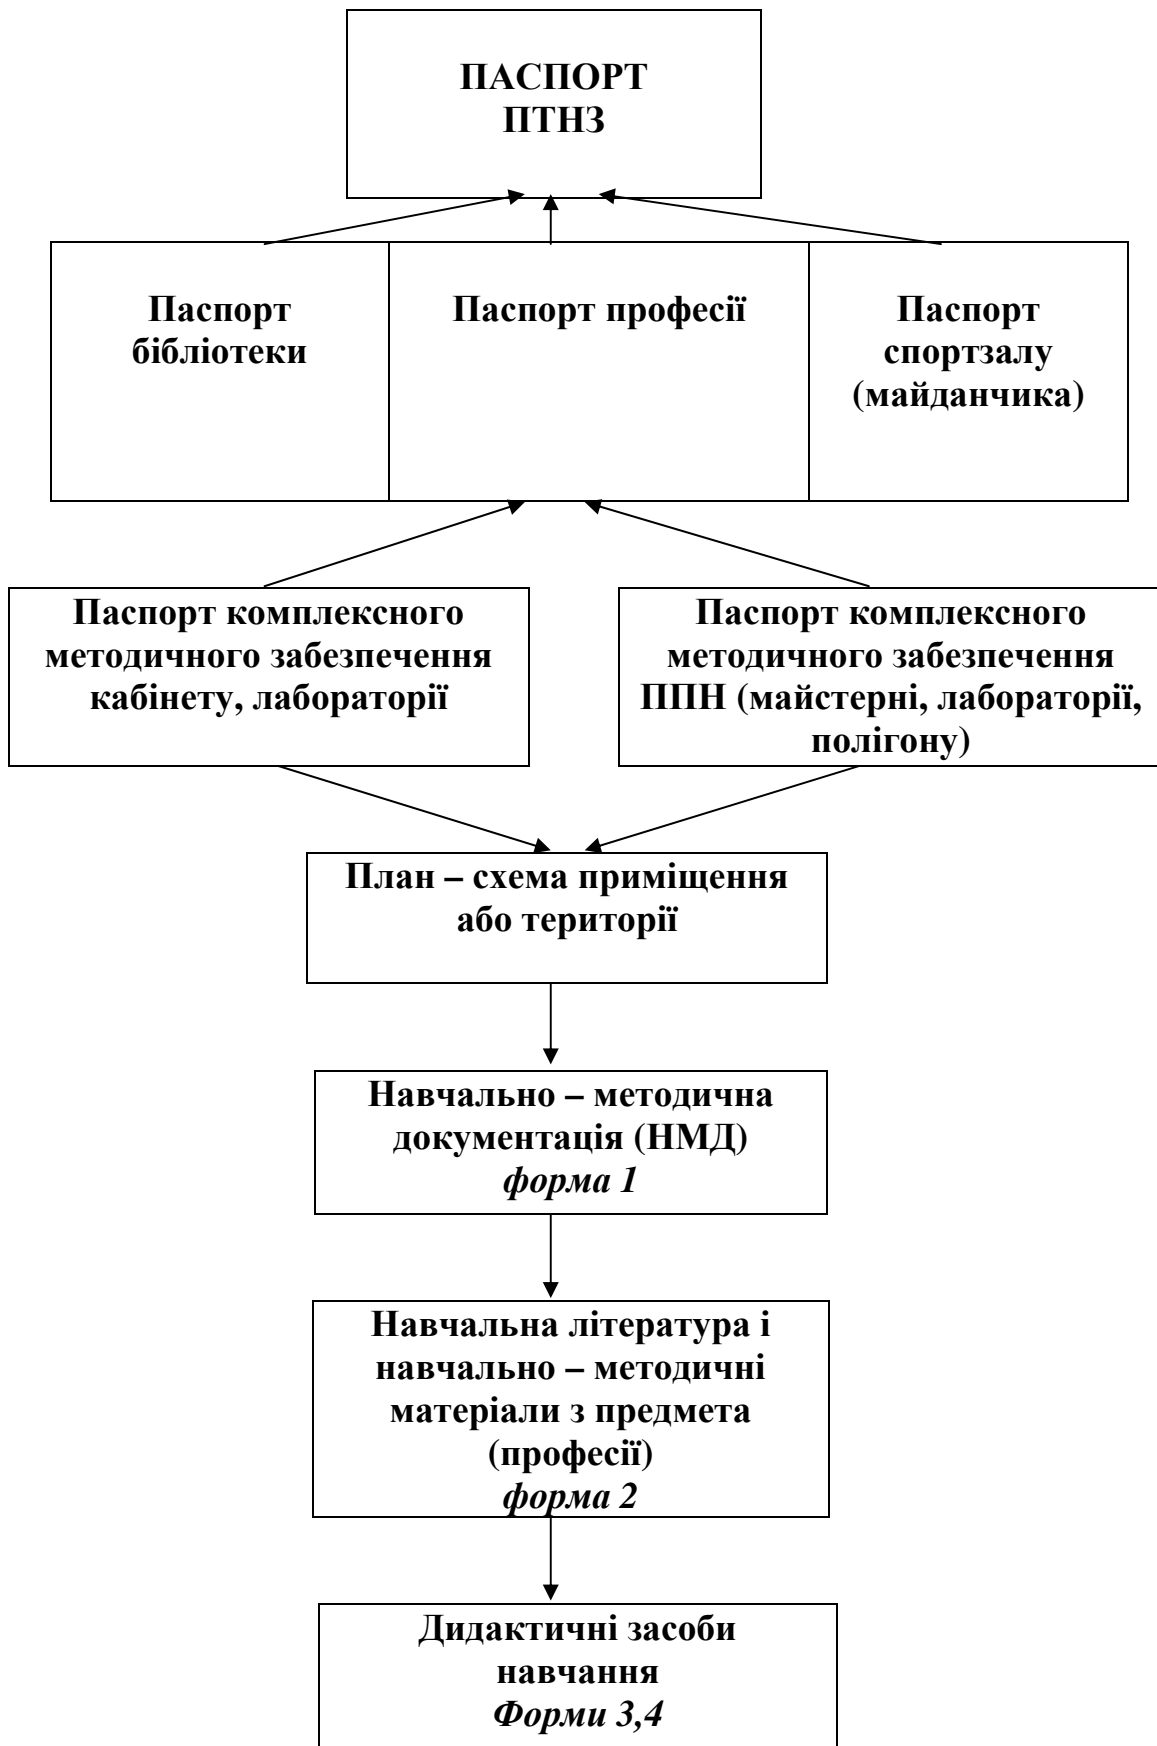 ПАСПОРТ
ПТНЗ
Паспорт
бібліотеки
Паспорт професії
Паспорт
спортзалу
(майданчика)
Паспорт комплексного
методичного забезпечення
кабінету, лабораторії
Паспорт комплексного
методичного забезпечення
ППН (майстерні, лабораторії,
полігону)
План – схема приміщення
або території
Навчально – методична
документація (НМД)
форма 1
Навчальна література і
навчально – методичні
матеріали з предмета
(професії)
форма 2
Дидактичні засоби
навчання
Форми 3,4